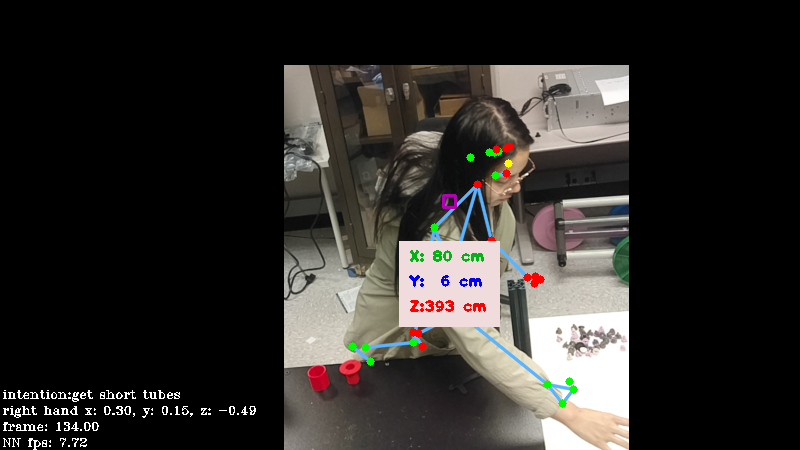 X: 80 cm
Y: 6 cm
Z:393 cm
intention:get short tubes
right hand x: 0.30, y: 0.15, z: -0.49
frame: 134.00
NN fps: 7.72